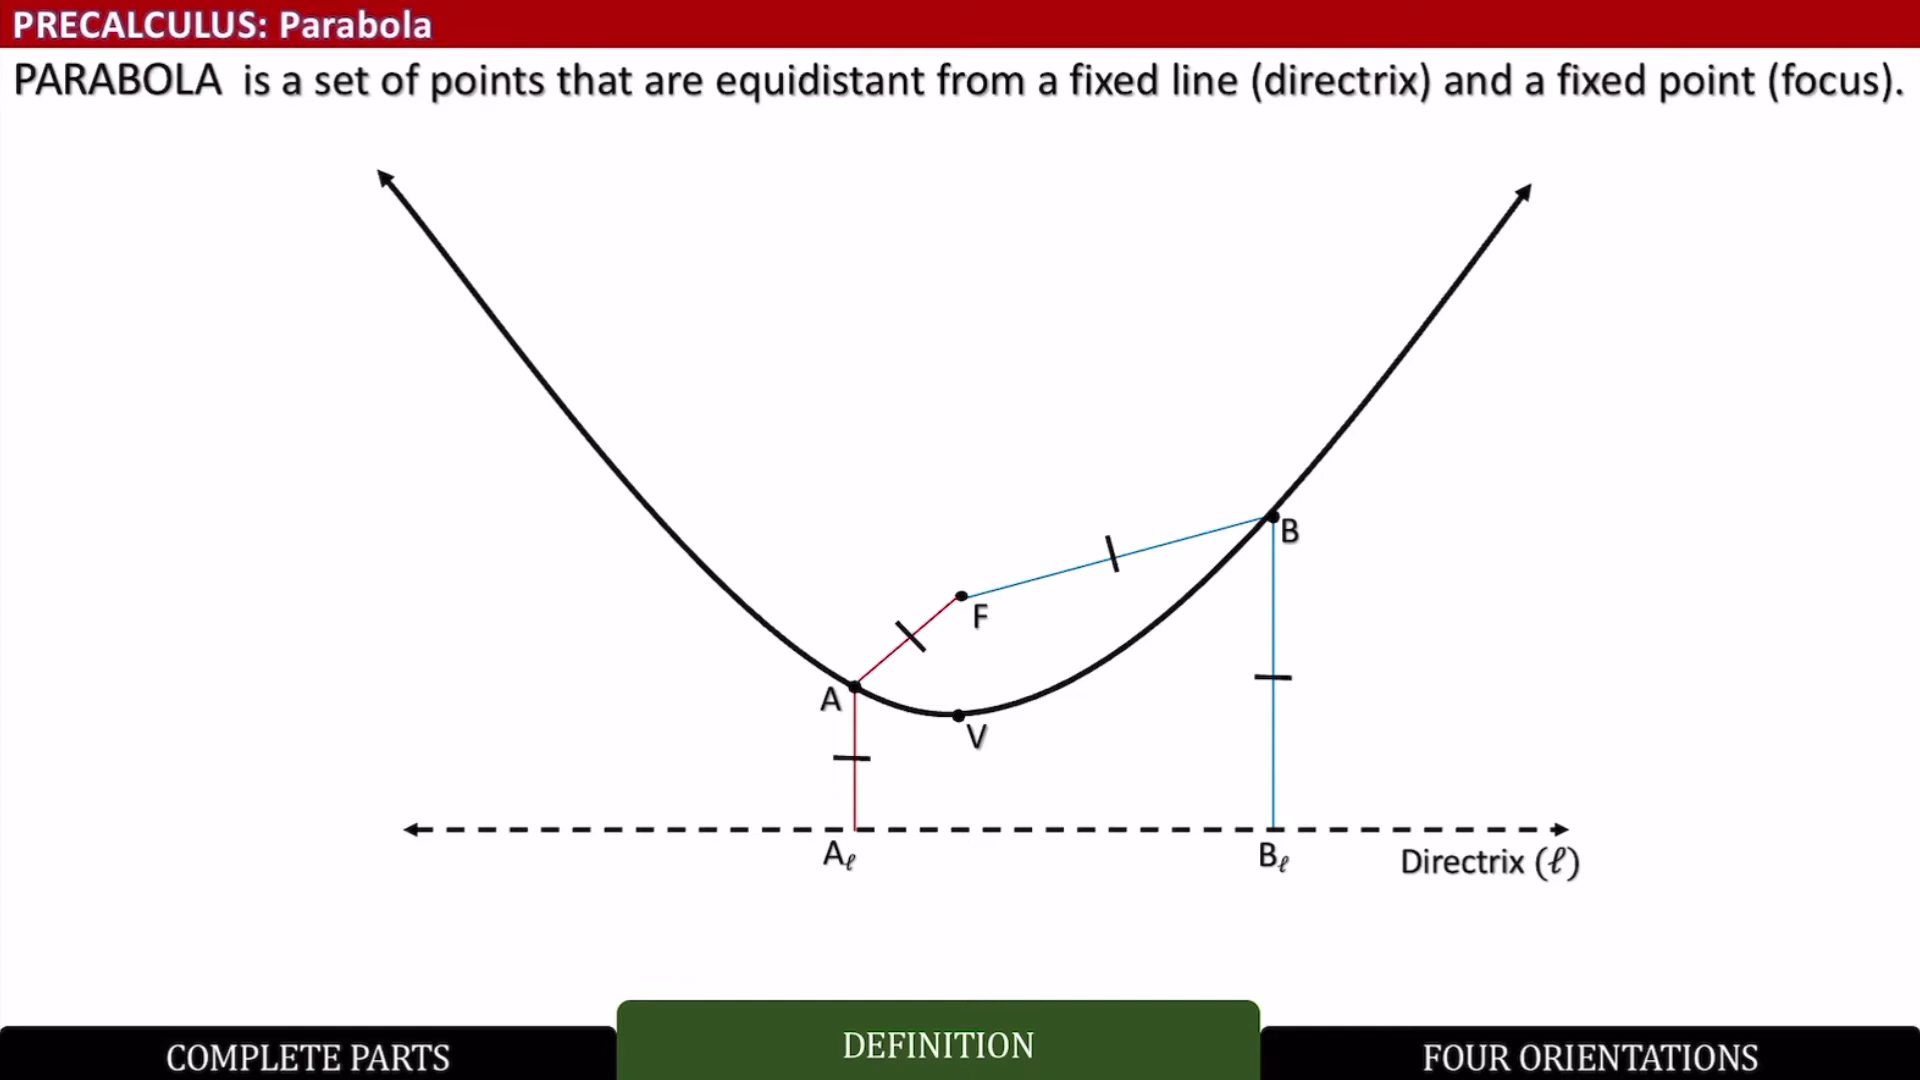 PRECALCULUS: Parabola
PARABOLA is a set of points that are equidistant from a fixed line (directrix) and a fixed point (focus).
B
F
A
V
Aℓ
Bℓ
Directrix (ℓ)
COMPLETE PARTS
DEFINITION
FOUR ORIENTATIONS